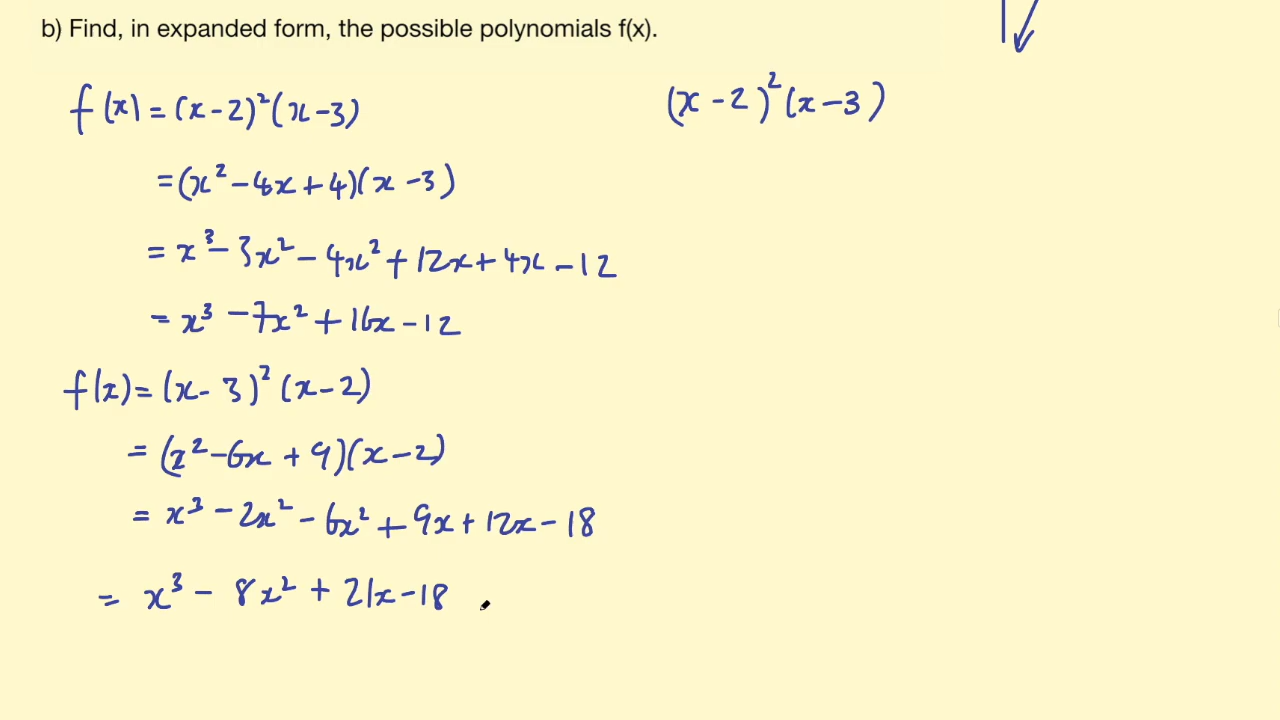 b) Find, in expanded form, the possible polynomials f(x).
f(x) = (x-2)²(x-3)
(x-2)²(x-3)
=(x²-4x+4)(x-3)
= x³-3x²-4x²+12x+4x-12
= x³-7x²+16x-12
f(x)=(x-3)²(x-2)
= (x²-6x+9)(x-2)
= x³-2x²-6x²+9x+12x-18
= x³-8x²+21x-18